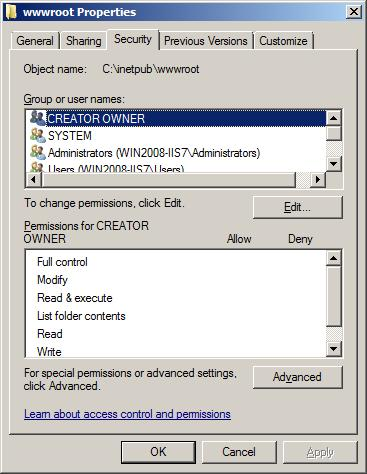 wwwroot Properties
General Sharing Security Previous Versions Customize
Object name: C:\inetpub\wwwroot
Group or user names:
CREATOR OWNER
SYSTEM
Administrators (WIN2008-IIS7\Administrators)
Users (WIN2008-IIS7\Users)
To change permissions, click Edit.
Edit...
Permissions for CREATOR
OWNER Allow Deny
Full control
Modify
Read & execute
List folder contents
Read
Write
For special permissions or advanced settings,
click Advanced.
Advanced
Learn about access control and permissions
OK Cancel Apply